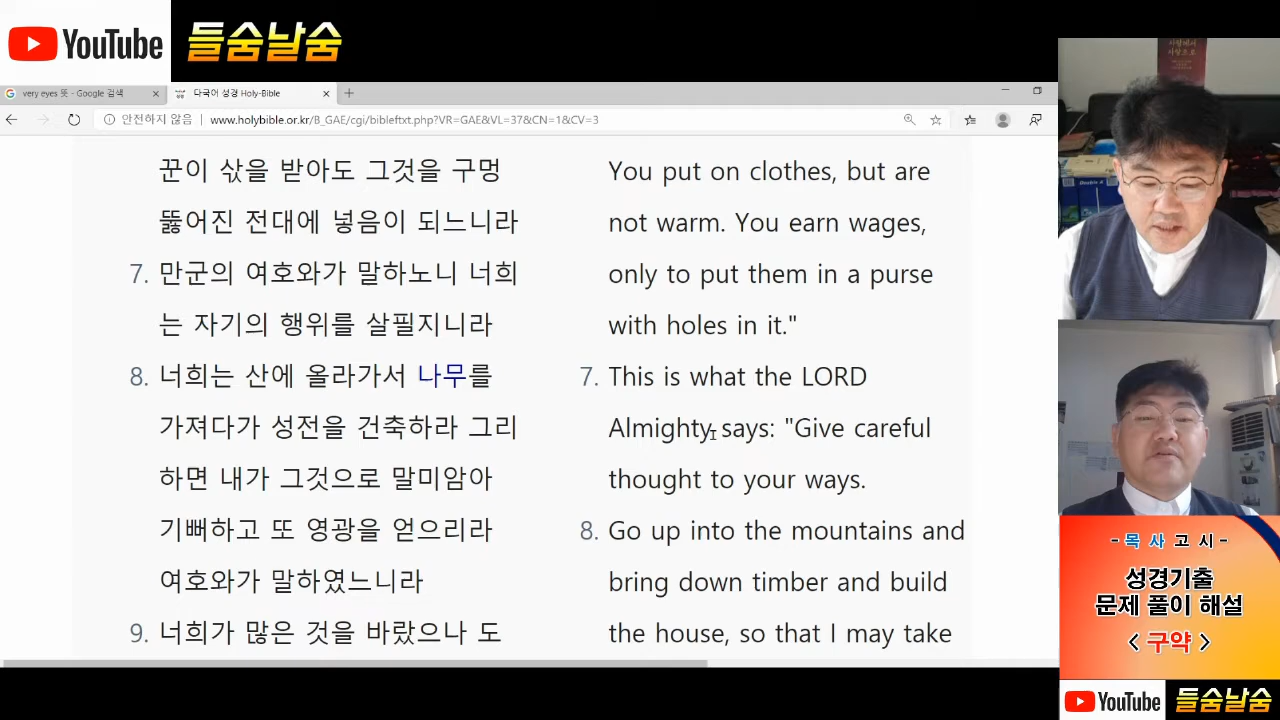 YouTube 들숨날숨
very eyes 뜻 - Google 검색
다국어 성경 Holy-Bible
안전하지 않음 | www.holybible.or.kr/B_GAE/cgi/bibleftxt.php?VR=GAE&VL=37&CN=1&CV=3
꾼이 삯을 받아도 그것을 구멍
뚫어진 전대에 넣음이 되느니라
7. 만군의 여호와가 말하노니 너희
는 자기의 행위를 살필지니라
8. 너희는 산에 올라가서 나무를
가져다가 성전을 건축하라 그리
하면 내가 그것으로 말미암아
기뻐하고 또 영광을 얻으리라
여호와가 말하였느니라
9. 너희가 많은 것을 바랐으나 도
You put on clothes, but are
not warm. You earn wages,
only to put them in a purse
with holes in it."
7. This is what the LORD
Almighty says: "Give careful
thought to your ways.
8. Go up into the mountains and
bring down timber and build
the house, so that I may take
사랑에서
사랑으로
- 목 사 고 시 -
성경기출
문제 풀이 해설
< 구약 >
YouTube 들숨날숨